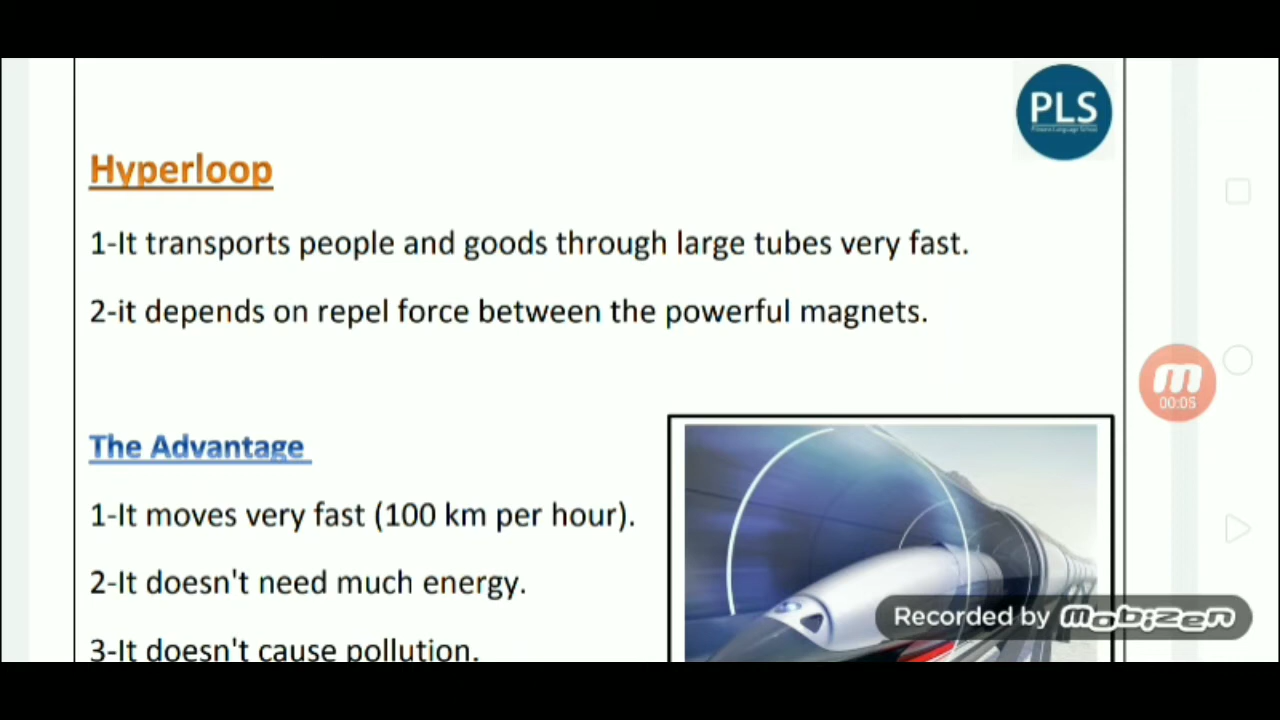 PLS
Hyperloop
1-It transports people and goods through large tubes very fast.
2-it depends on repel force between the powerful magnets.
The Advantage
1-It moves very fast (100 km per hour).
2-It doesn't need much energy.
3-It doesn't cause pollution.
00:05
Recorded by mobizen